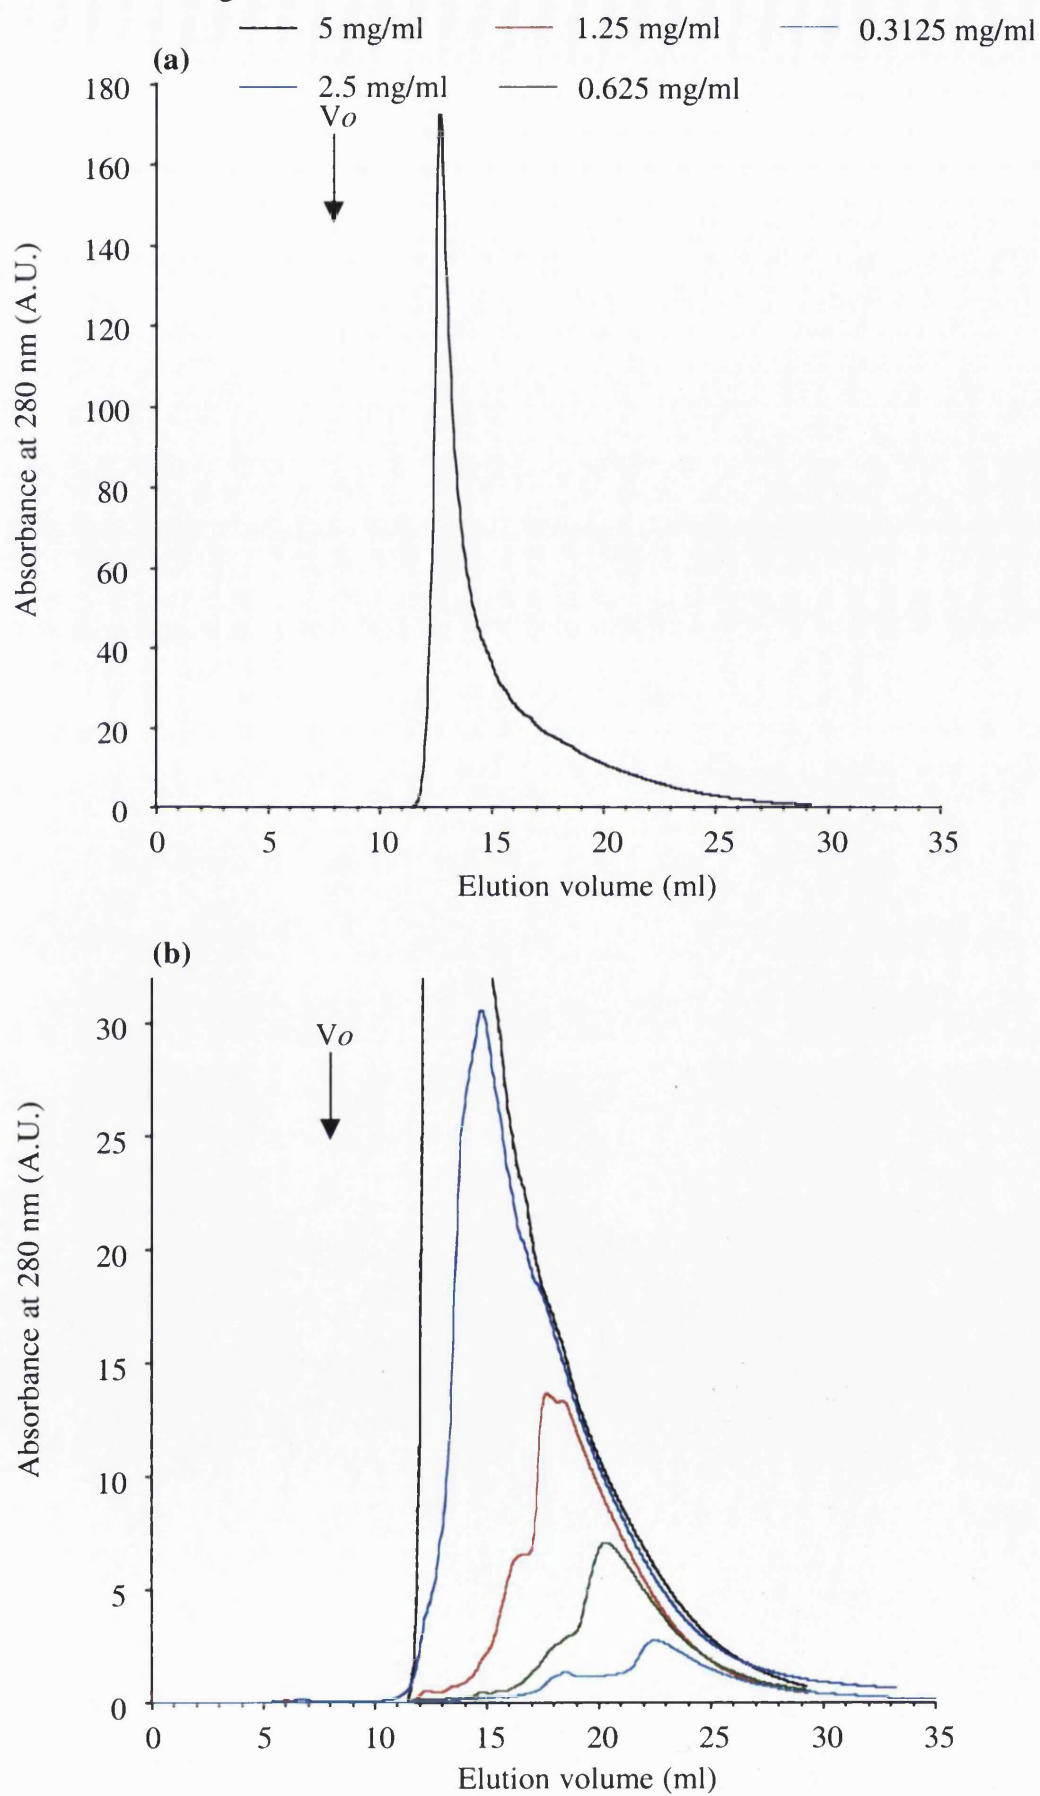 5 mg/ml 1.25 mg/ml 0.3125 mg/ml
(a)
2.5 mg/ml 0.625 mg/ml
Vo
180
160
140
120
100
80
60
40
20
0
Absorbance at 280 nm (A.U.)
0 5 10 15 20 25 30 35
Elution volume (ml)
(b)
Vo
30
25
20
15
10
5
0
Absorbance at 280 nm (A.U.)
0 5 10 15 20 25 30 35
Elution volume (ml)